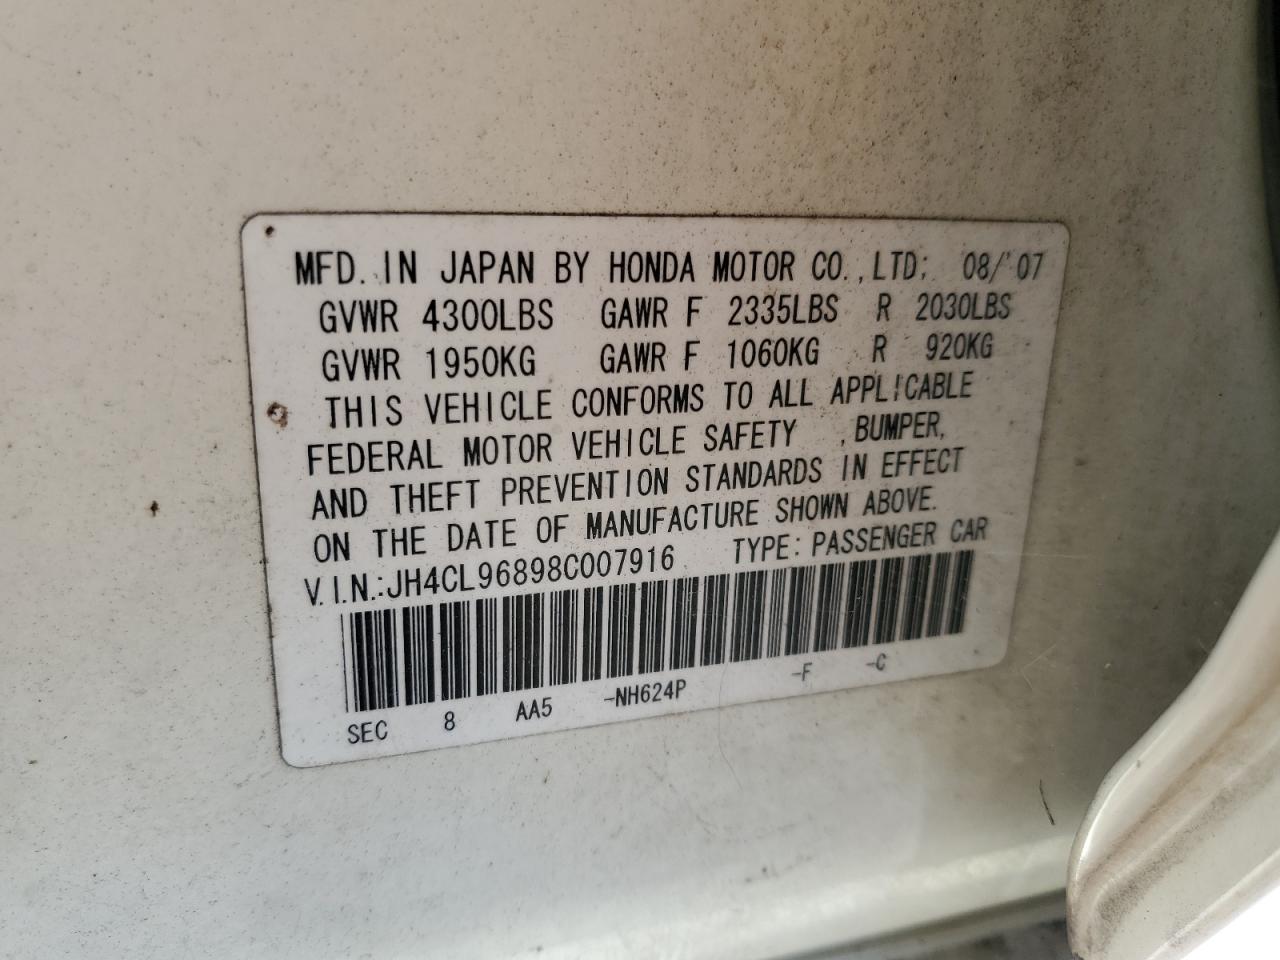 MFD. IN JAPAN BY HONDA MOTOR CO.,LTD: 08/'07
GVWR 4300LBS GAWR F 2335LBS R 2030LBS
GVWR 1950KG GAWR F 1060KG R 920KG
THIS VEHICLE CONFORMS TO ALL APPLICABLE
FEDERAL MOTOR VEHICLE SAFETY ,BUMPER,
AND THEFT PREVENTION STANDARDS IN EFFECT
ON THE DATE OF MANUFACTURE SHOWN ABOVE.
V.I.N.:JH4CL96898C007916 TYPE:PASSENGER CAR
SEC 8 AA5 -NH624P -F -C